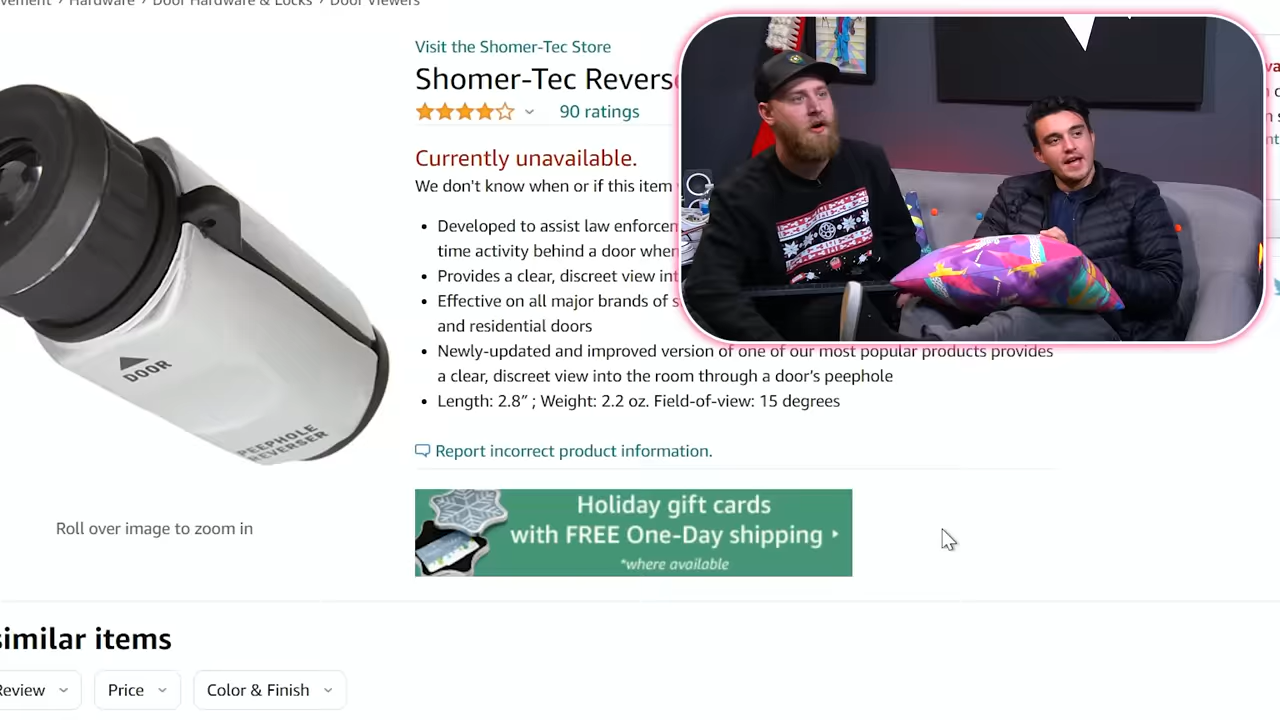 Hardware
Door Hardware & Locks
Door Viewers
Visit the Shomer-Tec Store
Shomer-Tec
90 ratings
Currently unavailable.
We don't know when or if this item
Developed to assist law
time activity behind a door
Provides a clear, discreet view
Effective on all major brands of
and residential doors
Newly-updated and improved version of one of our most popular products provides
a clear, discreet view into the room through a door's peephole
Length: 2.8" ; Weight: 2.2 oz. Field-of-view: 15 degrees
Report incorrect product information.
DOOR
PEEPHOLE
REVERSER
Holiday gift cards
with FREE One-Day shipping
*where available
Roll over image to zoom in
similar items
Review
Price
Color & Finish